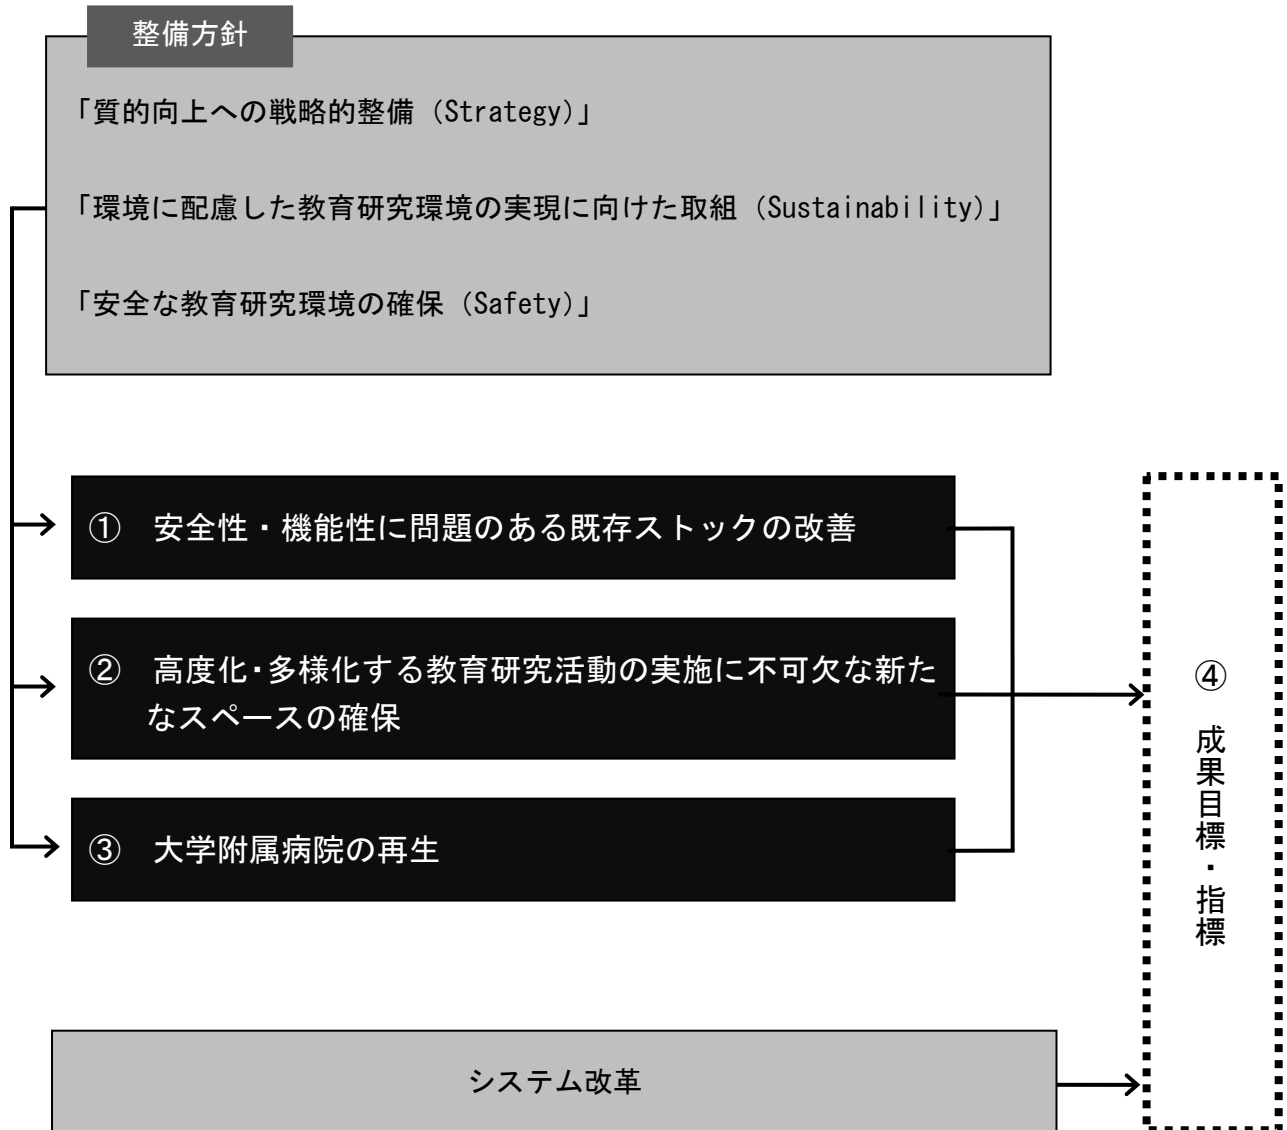 整備方針
「質的向上への戦略的整備（Strategy）」
「環境に配慮した教育研究環境の実現に向けた取組（Sustainability）」
「安全な教育研究環境の確保（Safety）」
①　安全性・機能性に問題のある既存ストックの改善
②　高度化・多様化する教育研究活動の実施に不可欠な新た
なスペースの確保
③　大学附属病院の再生
④　成果目標・指標
システム改革